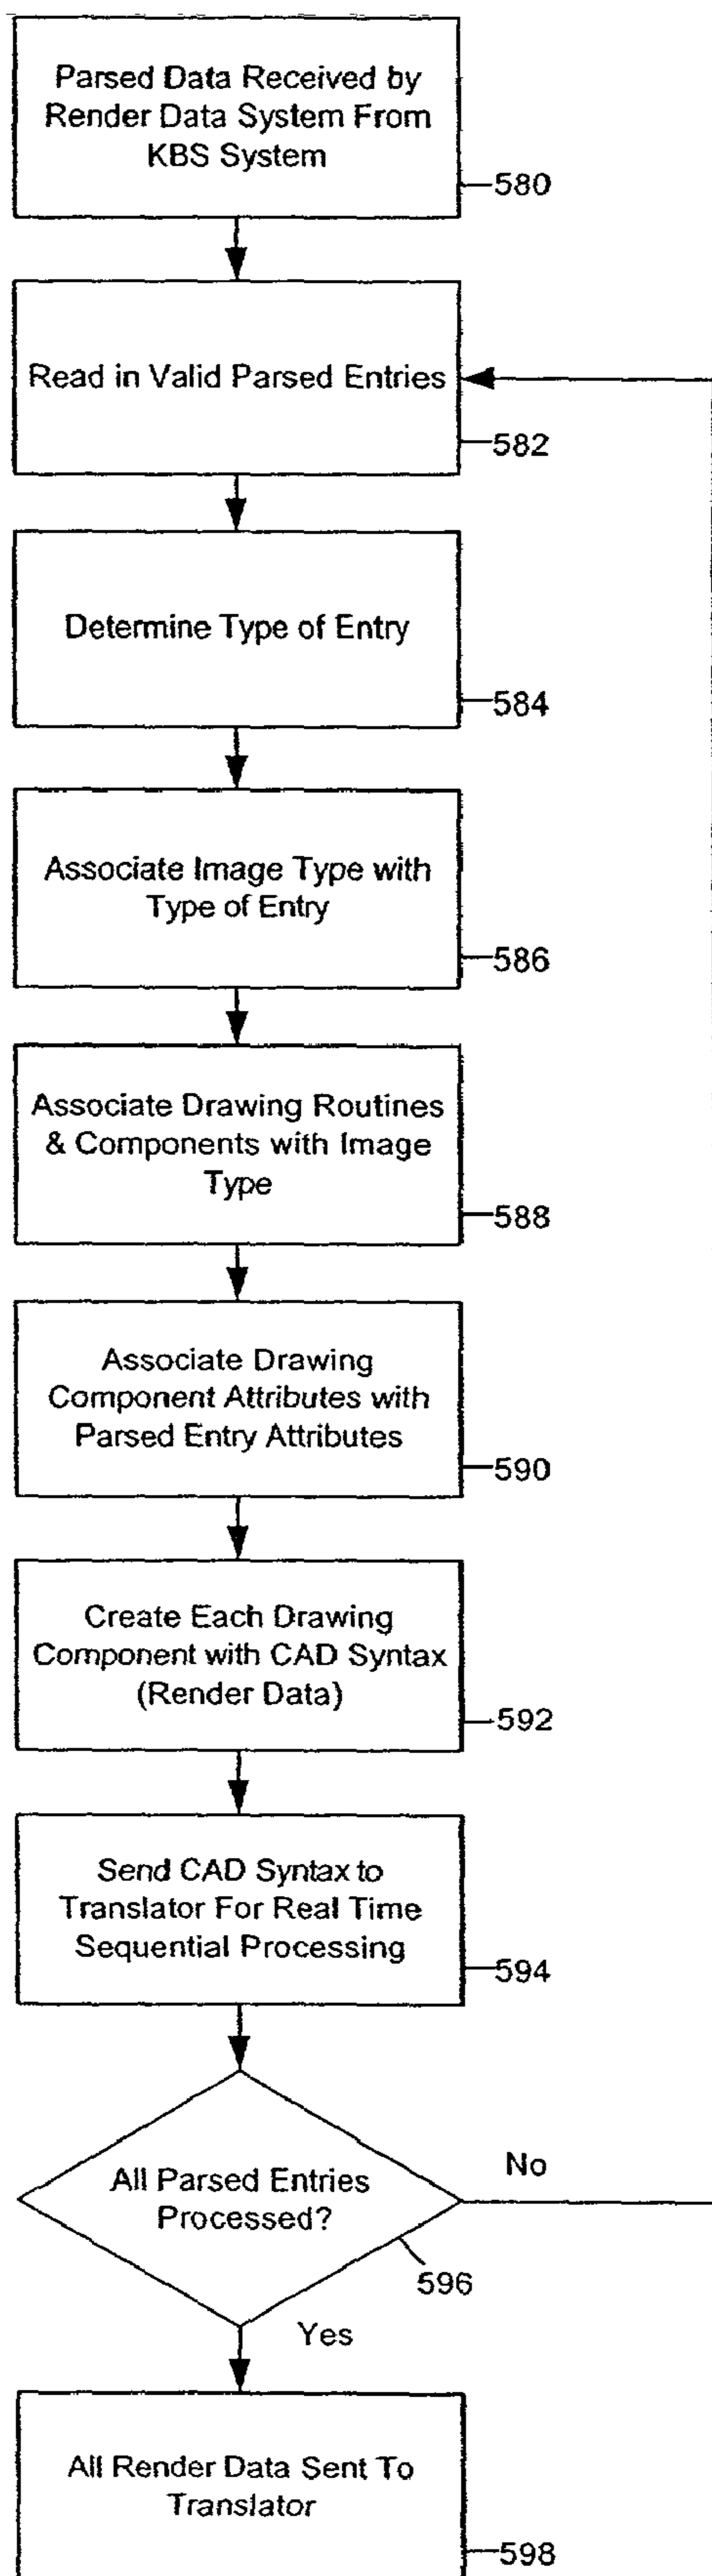 Parsed Data Received by
Render Data System From
KBS System
580
Read in Valid Parsed Entries
582
Determine Type of Entry
584
Associate Image Type with
Type of Entry
586
Associate Drawing Routines
& Components with Image
Type
588
Associate Drawing
Component Attributes with
Parsed Entry Attributes
590
Create Each Drawing
Component with CAD Syntax
(Render Data)
592
Send CAD Syntax to
Translator For Real Time
Sequential Processing
594
All Parsed Entries
Processed?
No
596
Yes
All Render Data Sent To
Translator
598